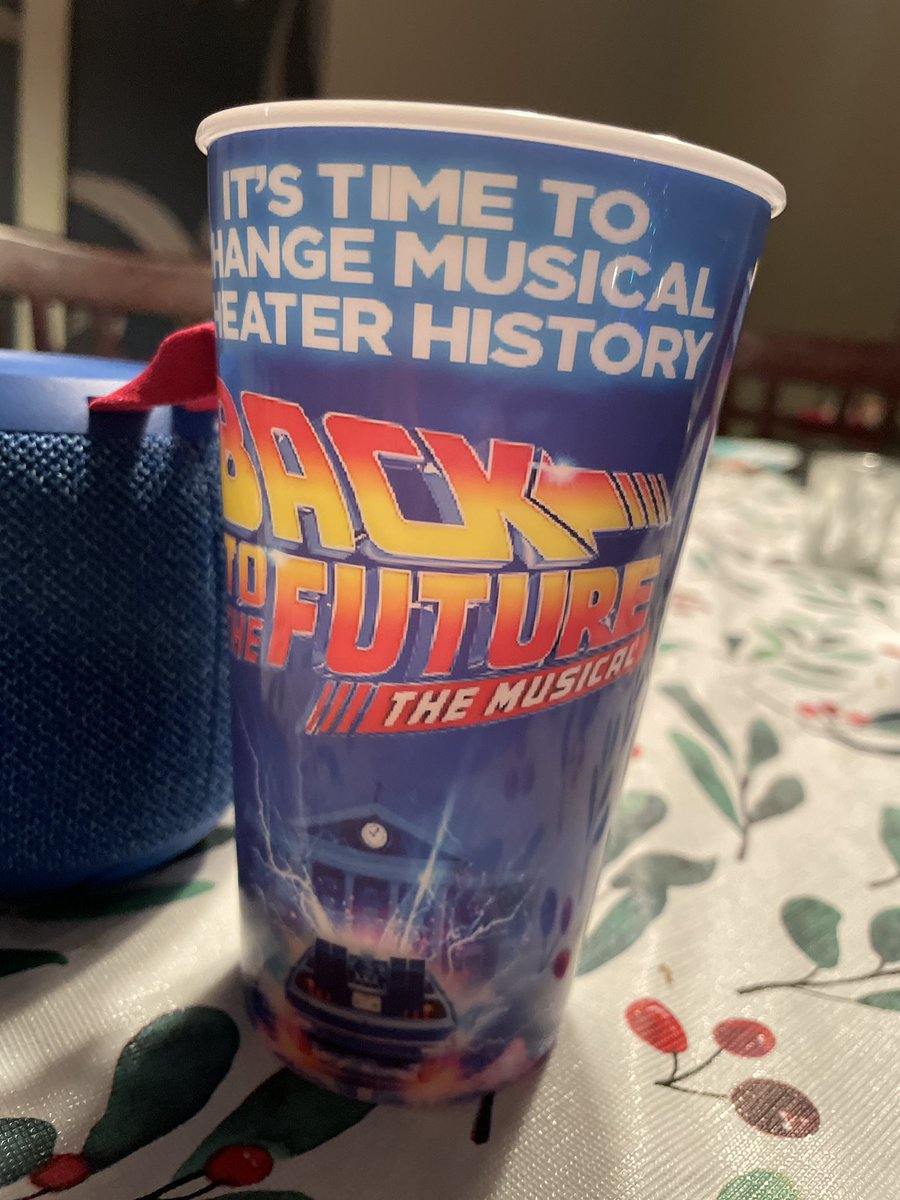 IT'S TIME TO
HANGE MUSICAL
HEATER HISTORY
BACK
TO
THE FUTURE
THE MUSICAL